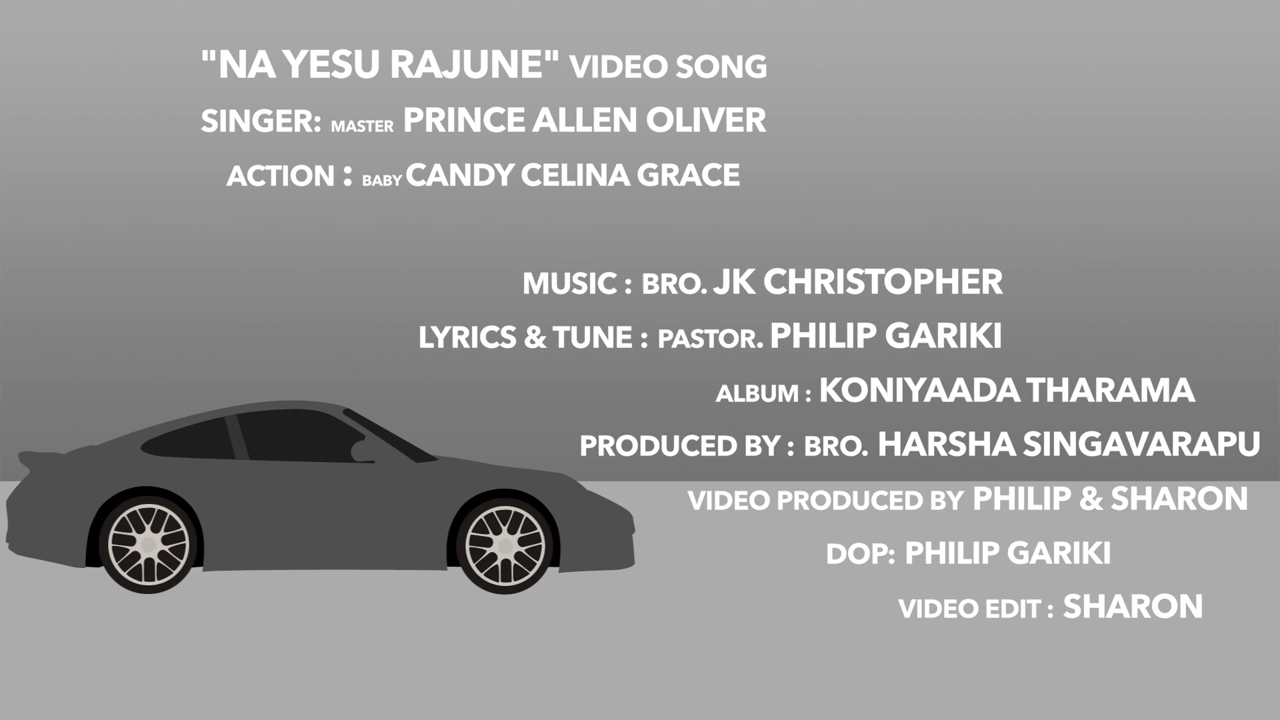 "NA YESU RAJUNE" VIDEO SONG
SINGER: MASTER PRINCE ALLEN OLIVER
ACTION : BABY CANDY CELINA GRACE
MUSIC : BRO. JK CHRISTOPHER
LYRICS & TUNE : PASTOR. PHILIP GARIKI
ALBUM : KONIYAADA THARAMA
PRODUCED BY : BRO. HARSHA SINGAVARAPU
VIDEO PRODUCED BY PHILIP & SHARON
DOP: PHILIP GARIKI
VIDEO EDIT : SHARON